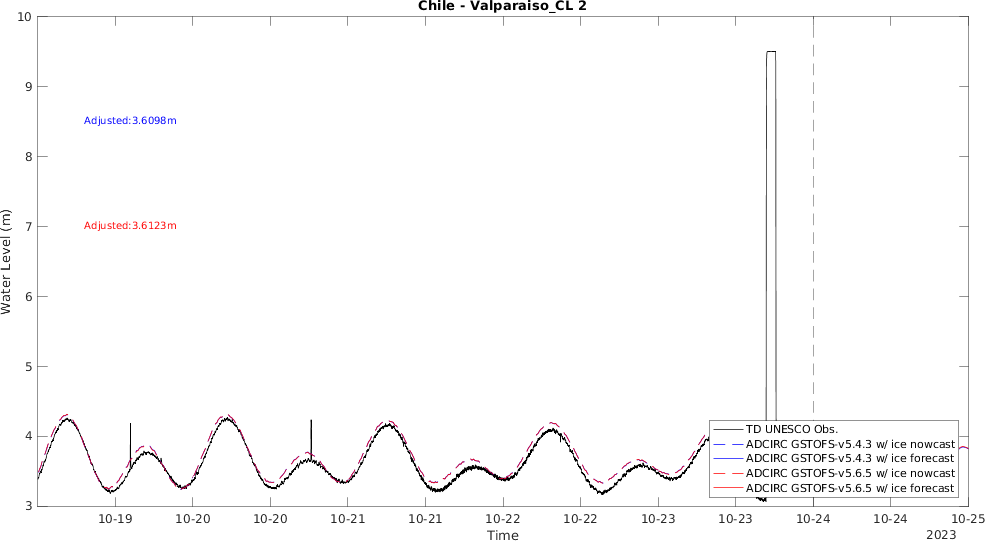 Chile - Valparaiso_CL 2
10
9
8
7
6
5
4
3
Water Level (m)
Adjusted:3.6098m
Adjusted:3.6123m
TD UNESCO Obs.
ADCIRC GSTOFS-v5.4.3 w/ ice nowcast
ADCIRC GSTOFS-v5.4.3 w/ ice forecast
ADCIRC GSTOFS-v5.6.5 w/ ice nowcast
ADCIRC GSTOFS-v5.6.5 w/ ice forecast
10-19 10-20 10-20 10-21 10-21 10-22 10-22 10-23 10-23 10-24 10-24 10-25
Time
2023